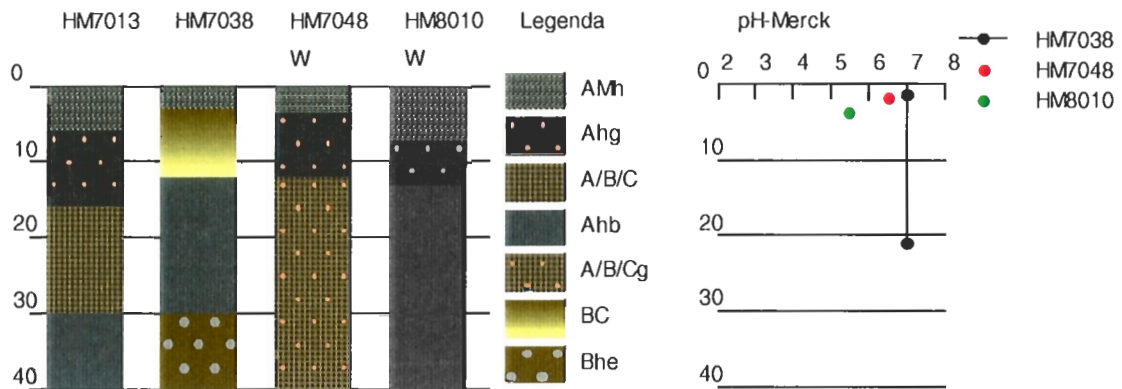 HM7013 HM7038 HM7048 HM8010 Legenda
W W
0
10
20
30
40
AMh
Ahg
A/B/C
Ahb
A/B/Cg
BC
Bhe
pH-Merck
2 3 4 5 6 7 8
0
10
20
30
40
HM7038
HM7048
HM8010